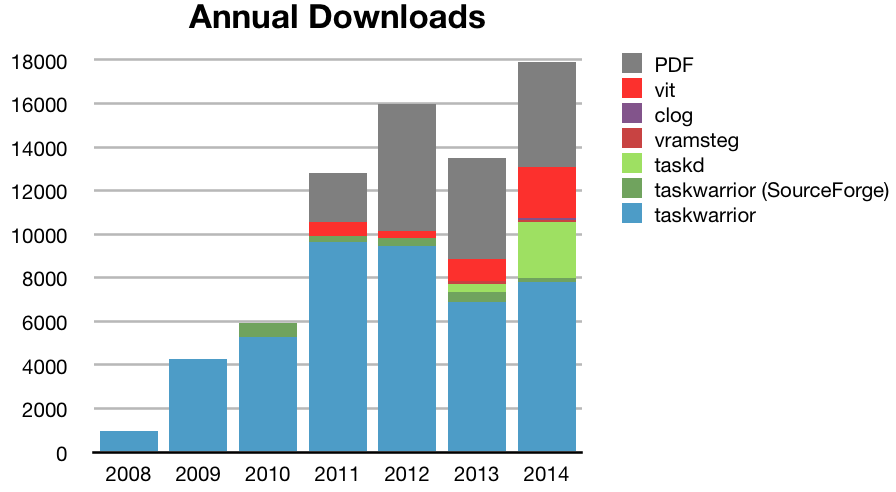 Annual Downloads
18000
16000
14000
12000
10000
8000
6000
4000
2000
0
2008 2009 2010 2011 2012 2013 2014
PDF
vit
clog
vramsteg
taskd
taskwarrior (SourceForge)
taskwarrior